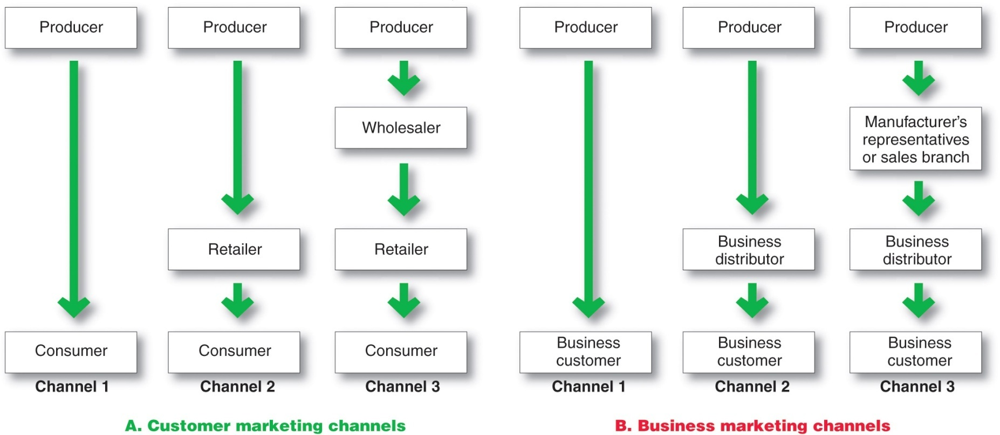 Producer
Producer
Producer
Producer
Producer
Producer
Wholesaler
Manufacturer’s
representatives
or sales branch
Retailer
Retailer
Business
distributor
Business
distributor
Consumer
Consumer
Consumer
Business
customer
Business
customer
Business
customer
Channel 1
Channel 2
Channel 3
Channel 1
Channel 2
Channel 3
A. Customer marketing channels
B. Business marketing channels